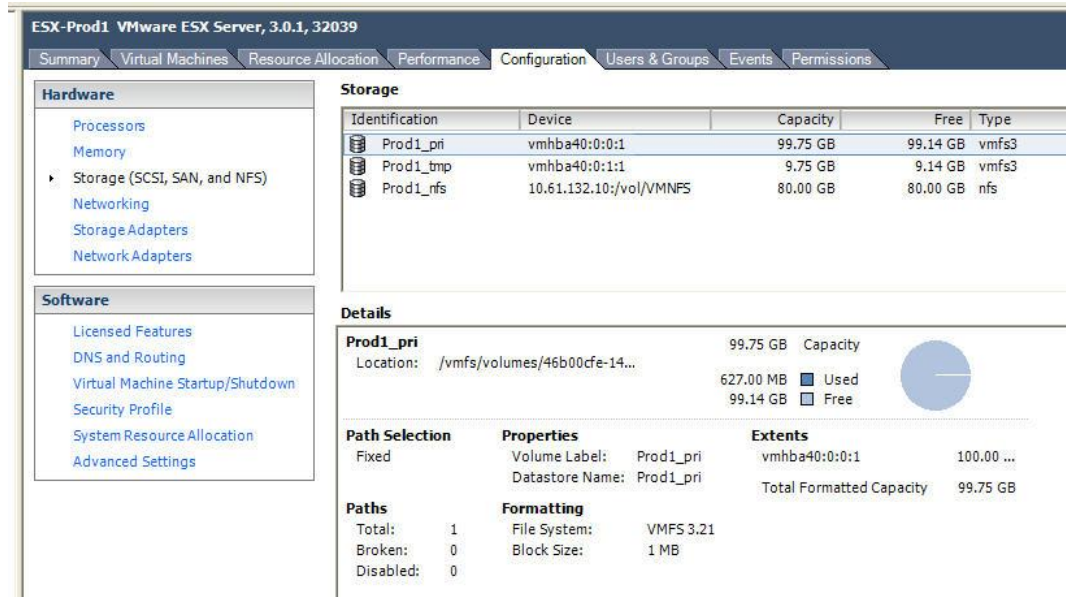 ESX-Prod1 VMware ESX Server, 3.0.1, 32039
Summary Virtual Machines Resource Allocation Performance Configuration Users & Groups Events Permissions
Hardware
Processors
Memory
Storage (SCSI, SAN, and NFS)
Networking
Storage Adapters
Network Adapters
Software
Licensed Features
DNS and Routing
Virtual Machine Startup/Shutdown
Security Profile
System Resource Allocation
Advanced Settings
Storage
Identification Device Capacity Free Type
Prod1_pri vmhba40:0:0:1 99.75 GB 99.14 GB vmfs3
Prod1_tmp vmhba40:0:1:1 9.75 GB 9.14 GB vmfs3
Prod1_nfs 10.61.132.10:/vol/VMNFS 80.00 GB 80.00 GB nfs
Details
Prod1_pri 99.75 GB Capacity
Location: /vmfs/volumes/46b00cfe-14...
627.00 MB Used
99.14 GB Free
Path Selection Properties Extents
Fixed Volume Label: Prod1_pri vmhba40:0:0:1 100.00 ...
Datastore Name: Prod1_pri
Total Formatted Capacity 99.75 GB
Paths Formatting
Total: 1 File System: VMFS 3.21
Broken: 0 Block Size: 1 MB
Disabled: 0